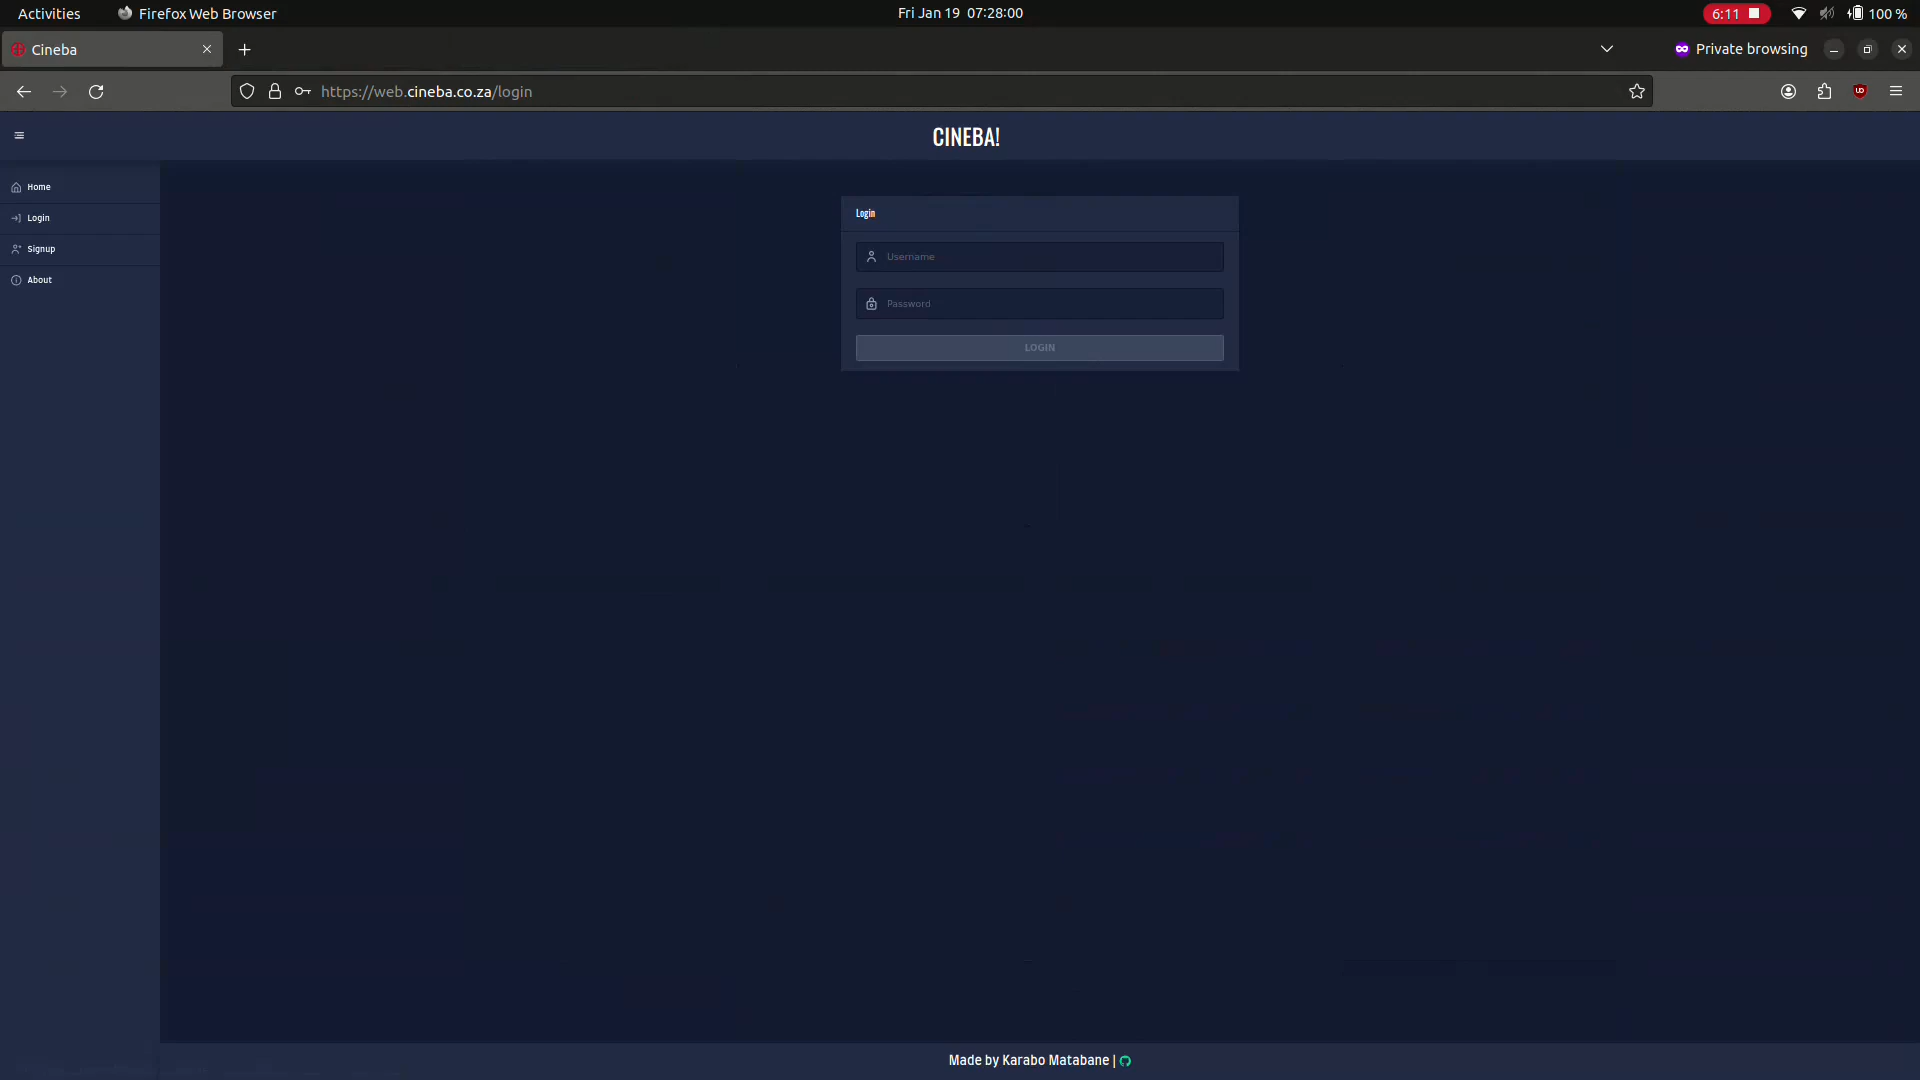 Activities Firefox Web Browser Fri Jan 19 07:28:00 6:11 100 %
Cineba Private browsing
https://web.cineba.co.za/login
CINEBA!
Home
Login
Signup
About
Login
Username
Password
LOGIN
Made by Karabo Matabane |